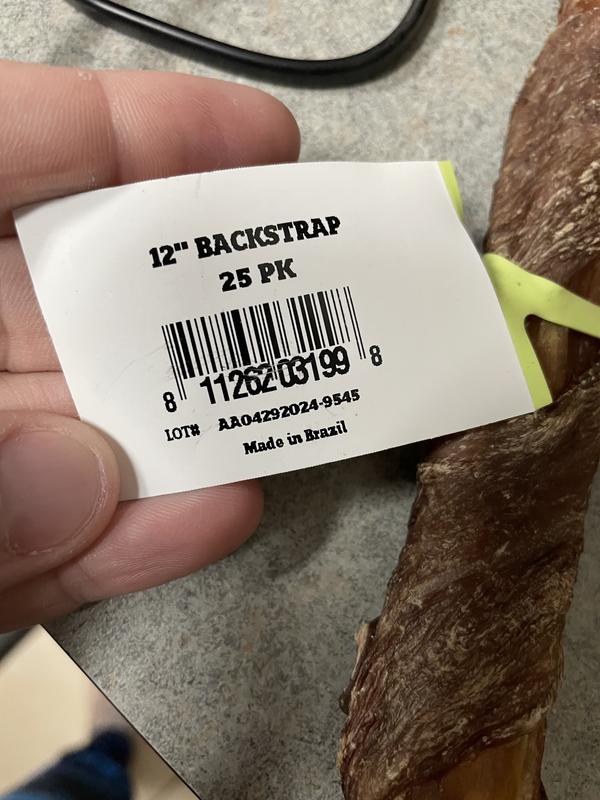 12" BACKSTRAP
25 PK
8 11262 03199 8
LOT# AA04292024-9545
Made in Brazil